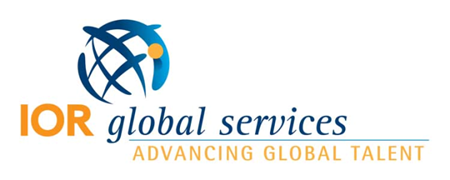 IOR global services
ADVANCING GLOBAL TALENT